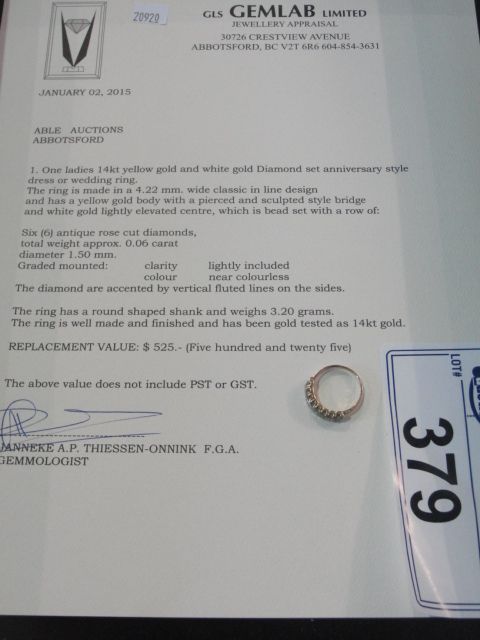 20920
GLS GEMLAB LIMITED
JEWELLERY APPRAISAL
30726 CRESTVIEW AVENUE
ABBOTSFORD, BC V2T 6R6 604-854-3631
JANUARY 02, 2015
ABLE AUCTIONS
ABBOTSFORD
1. One ladies 14kt yellow gold and white gold Diamond set anniversary style
dress or wedding ring.
The ring is made in a 4.22 mm. wide classic in line design
and has a yellow gold body with a pierced and sculpted style bridge
and white gold lightly elevated centre, which is bead set with a row of:
Six (6) antique rose cut diamonds,
total weight approx. 0.06 carat
diameter 1.50 mm.
Graded mounted: clarity lightly included
colour near colourless
The diamond are accented by vertical fluted lines on the sides.
The ring has a round shaped shank and weighs 3.20 grams.
The ring is well made and finished and has been gold tested as 14kt gold.
REPLACEMENT VALUE: $ 525.- (Five hundred and twenty five)
The above value does not include PST or GST.
JANNEKE A.P. THIESSEN-ONNINK F.G.A.
GEMMOLOGIST
LOT#
379